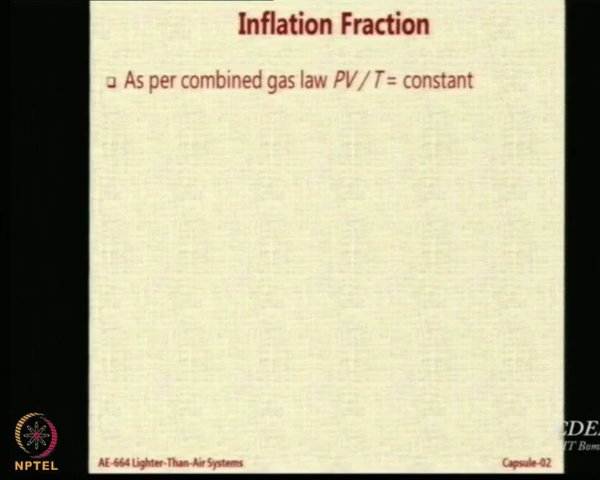 Inflation Fraction
As per combined gas law PV / T = constant
NPTEL
AE-664 Lighter-Than-Air Systems
Capsule-02